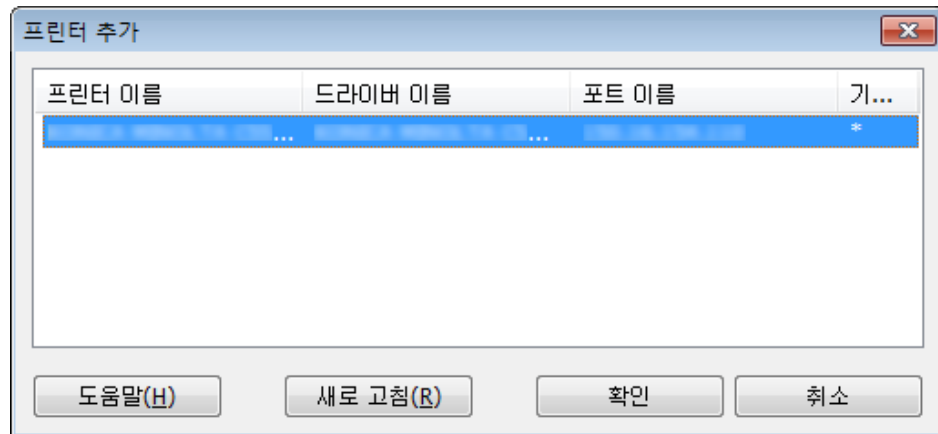 프린터 추가
프린터 이름 드라이버 이름 포트 이름 기...
... ... *
도움말(H) 새로 고침(R) 확인 취소